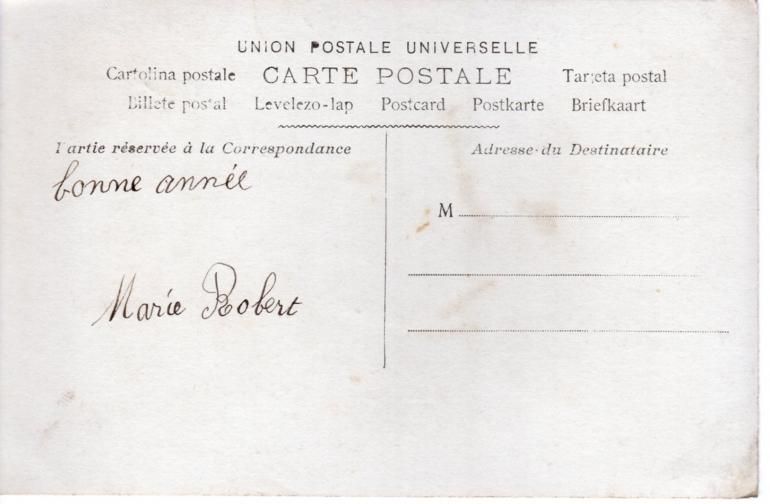 UNION POSTALE UNIVERSELLE
Cartolina postale CARTE POSTALE Tarjeta postal
Billete postal Levelezo-lap Postcard Postkarte Briefkaart
Partie réservée à la Correspondance
bonne année
Marie Robert
Adresse du Destinataire
M